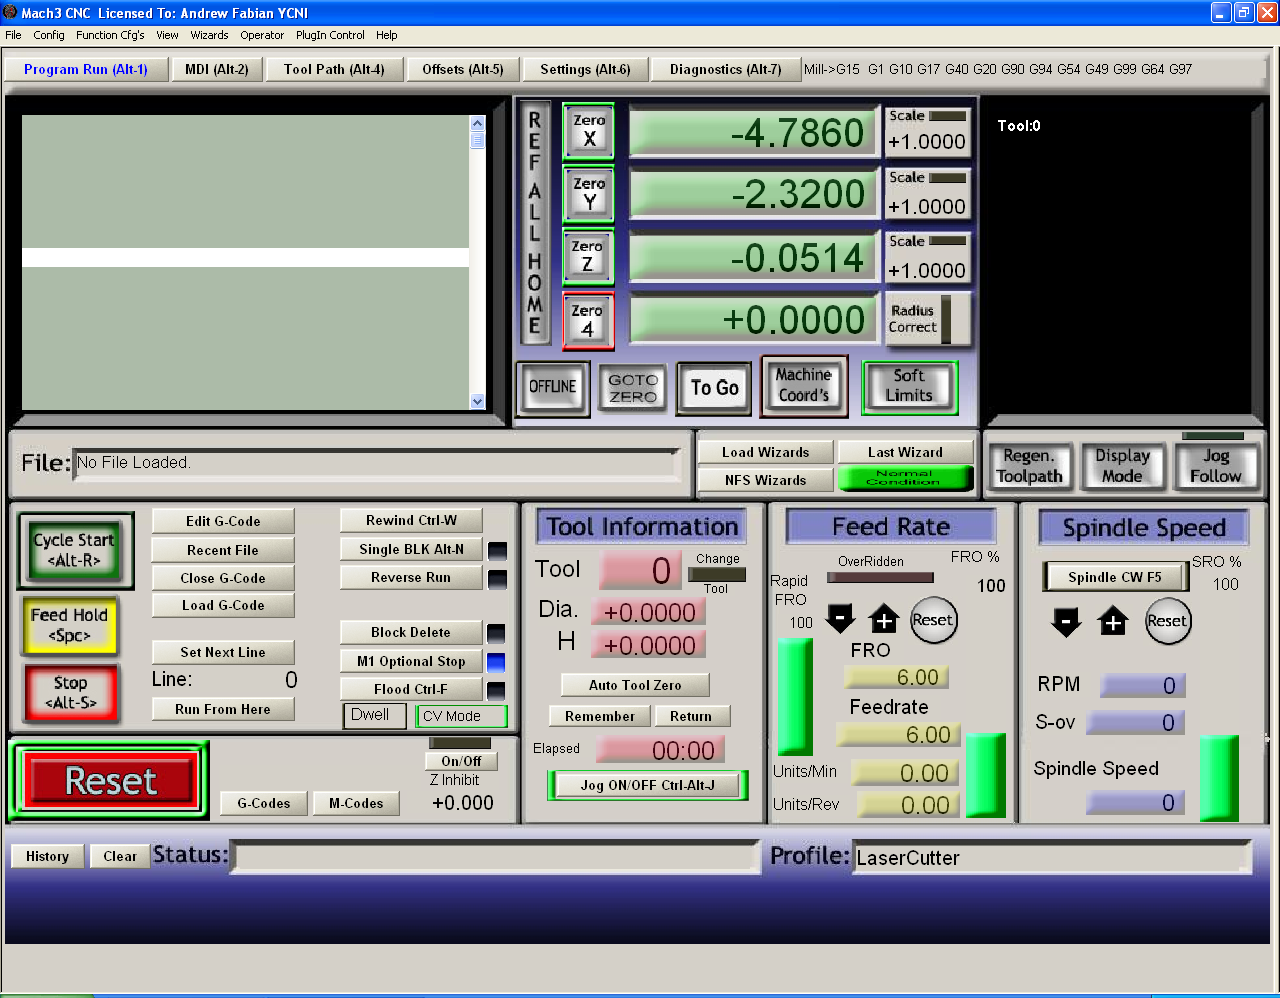 Mach3 CNC  Licensed To: Andrew Fabian YCNI
File Config Function Cfg's View Wizards Operator PlugIn Control Help
Program Run (Alt-1) MDI (Alt-2) Tool Path (Alt-4) Offsets (Alt-5) Settings (Alt-6) Diagnostics (Alt-7) Mill->G15  G1 G10 G17 G40 G20 G90 G94 G54 G49 G99 G64 G97
REF ALL HOME
Zero X -4.7860 Scale +1.0000
Zero Y -2.3200 Scale +1.0000
Zero Z -0.0514 Scale +1.0000
Zero 4 +0.0000 Radius Correct
OFFLINE GOTO ZERO To Go Machine Coord's Soft Limits
Tool:0
File: No File Loaded.
Load Wizards Last Wizard
NFS Wizards Normal Condition
Regen. Toolpath Display Mode Jog Follow
Cycle Start
<Alt-R>
Feed Hold
<Spc>
Stop
<Alt-S>
Edit G-Code
Recent File
Close G-Code
Load G-Code
Set Next Line
Line: 0
Run From Here
Rewind Ctrl-W
Single BLK Alt-N
Reverse Run
Block Delete
M1 Optional Stop
Flood Ctrl-F
Dwell CV Mode
Reset
G-Codes M-Codes
On/Off
Z Inhibit
+0.000
Tool Information
Tool 0 Change Tool
Dia. +0.0000
H +0.0000
Auto Tool Zero
Remember Return
Elapsed 00:00
Jog ON/OFF Ctrl-Alt-J
Feed Rate
OverRidden FRO %
100
Rapid
FRO
100
- + Reset
FRO
6.00
Feedrate
6.00
Units/Min 0.00
Units/Rev 0.00
Spindle Speed
Spindle CW F5 SRO %
100
- + Reset
RPM 0
S-ov 0
Spindle Speed
0
History Clear Status: Profile: LaserCutter